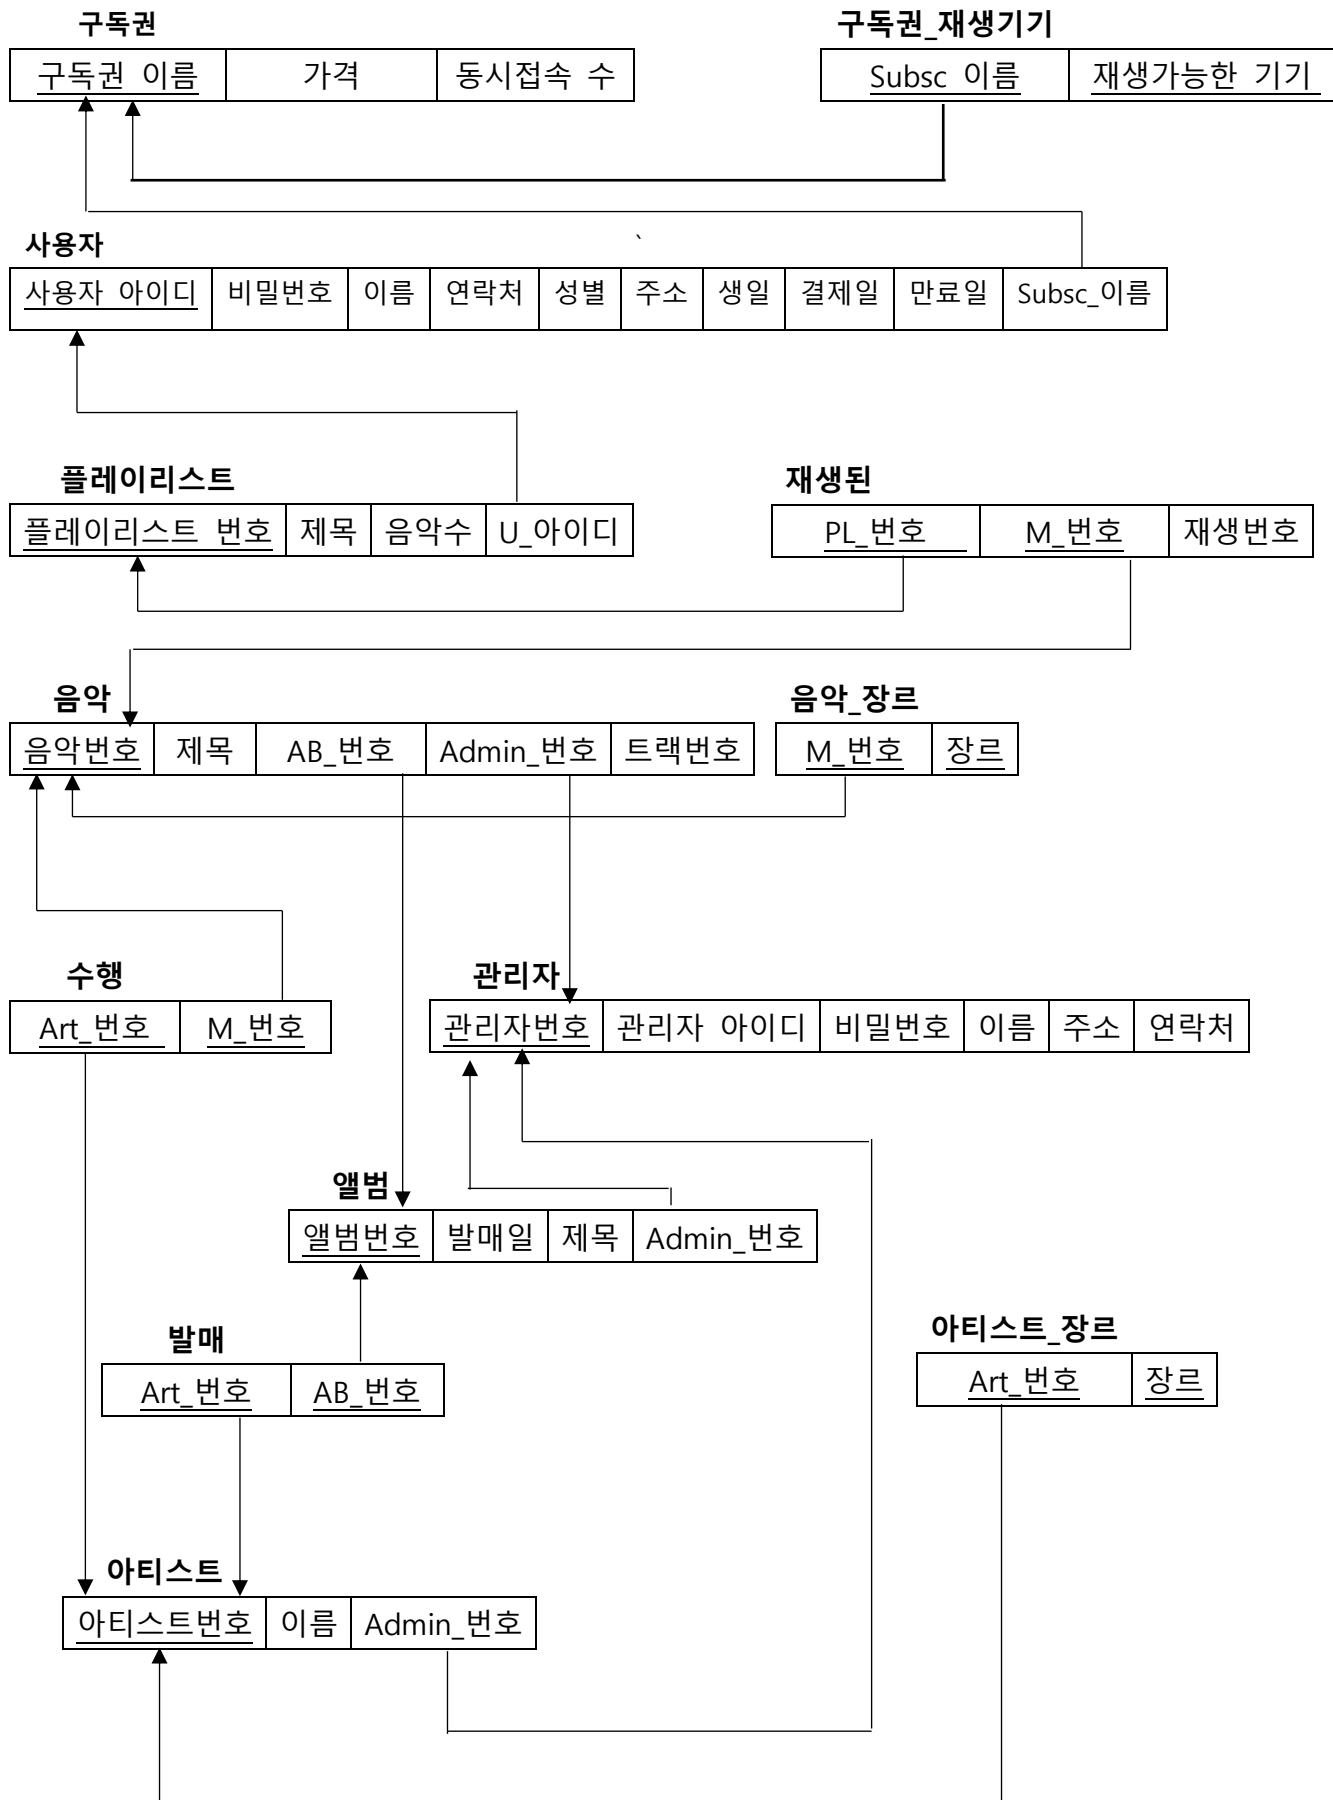 구독권 구독권_재생기기
구독권 이름 가격 동시접속 수 Subsc 이름 재생가능한 기기
사용자 `
사용자 아이디 비밀번호 이름 연락처 성별 주소 생일 결제일 만료일 Subsc_이름
플레이리스트 재생된
플레이리스트 번호 제목 음악수 U_아이디 PL_번호 M_번호 재생번호
음악 음악_장르
음악번호 제목 AB_번호 Admin_번호 트랙번호 M_번호 장르
수행 관리자
Art_번호 M_번호 관리자번호 관리자 아이디 비밀번호 이름 주소 연락처
앨범
앨범번호 발매일 제목 Admin_번호
발매 아티스트_장르
Art_번호 AB_번호 Art_번호 장르
아티스트
아티스트번호 이름 Admin_번호